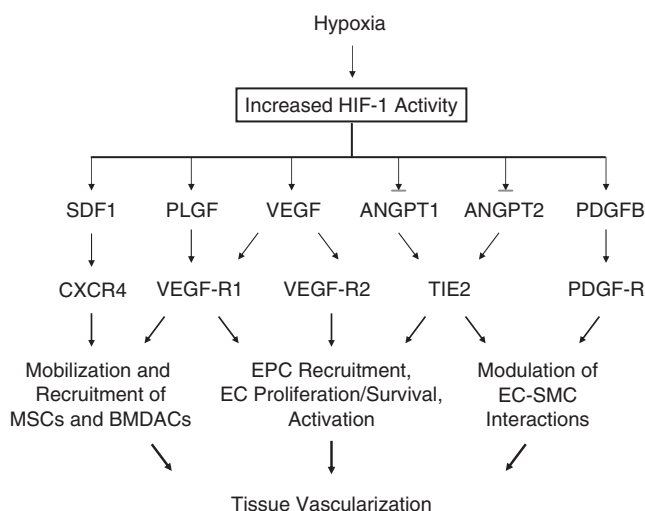 Hypoxia
Increased HIF-1 Activity
SDF1 PLGF VEGF ANGPT1 ANGPT2 PDGFB
CXCR4 VEGF-R1 VEGF-R2 TIE2 PDGF-R
Mobilization and
Recruitment of
MSCs and BMDACs
EPC Recruitment,
EC Proliferation/Survival,
Activation
Modulation of
EC-SMC
Interactions
Tissue Vascularization